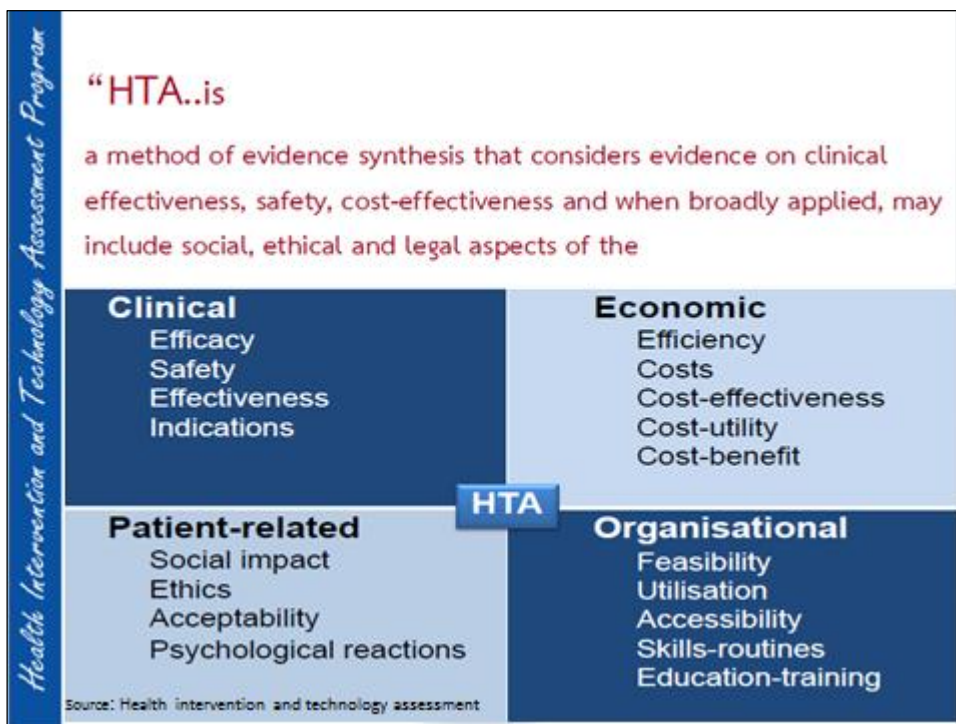 Health Intervention and Technology Assessment Program
“HTA..is
a method of evidence synthesis that considers evidence on clinical
effectiveness, safety, cost-effectiveness and when broadly applied, may
include social, ethical and legal aspects of the
Clinical
Efficacy
Safety
Effectiveness
Indications
Economic
Efficiency
Costs
Cost-effectiveness
Cost-utility
Cost-benefit
HTA
Patient-related
Social impact
Ethics
Acceptability
Psychological reactions
Organisational
Feasibility
Utilisation
Accessibility
Skills-routines
Education-training
Source: Health intervention and technology assessment